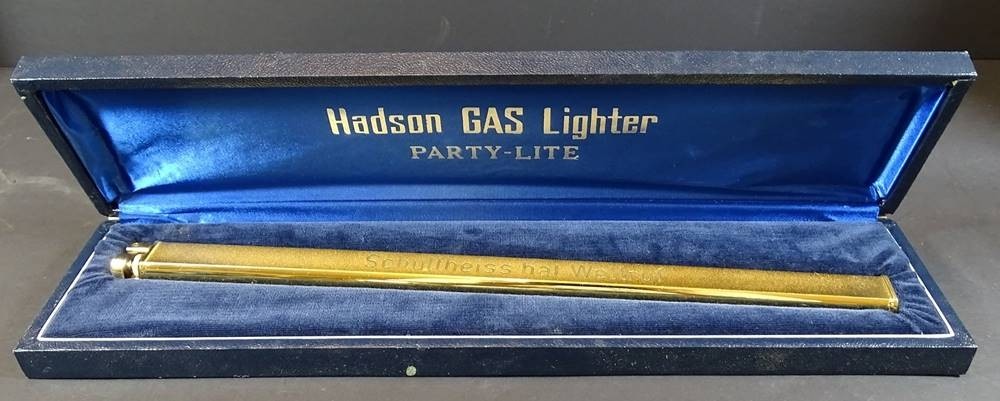 Hadson GAS Lighter
PARTY-LITE
Schultheiss hat